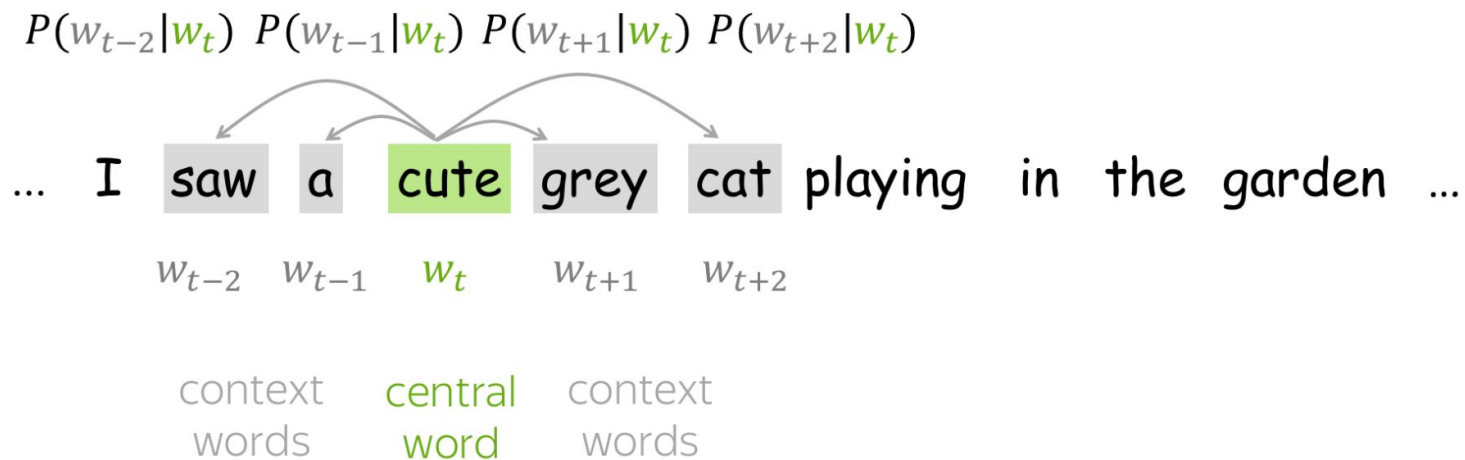 P(w_{t−2}|w_t) P(w_{t−1}|w_t) P(w_{t+1}|w_t) P(w_{t+2}|w_t)
... I saw a cute grey cat playing in the garden ...
w_{t−2} w_{t−1} w_t w_{t+1} w_{t+2}
context central context
words word words